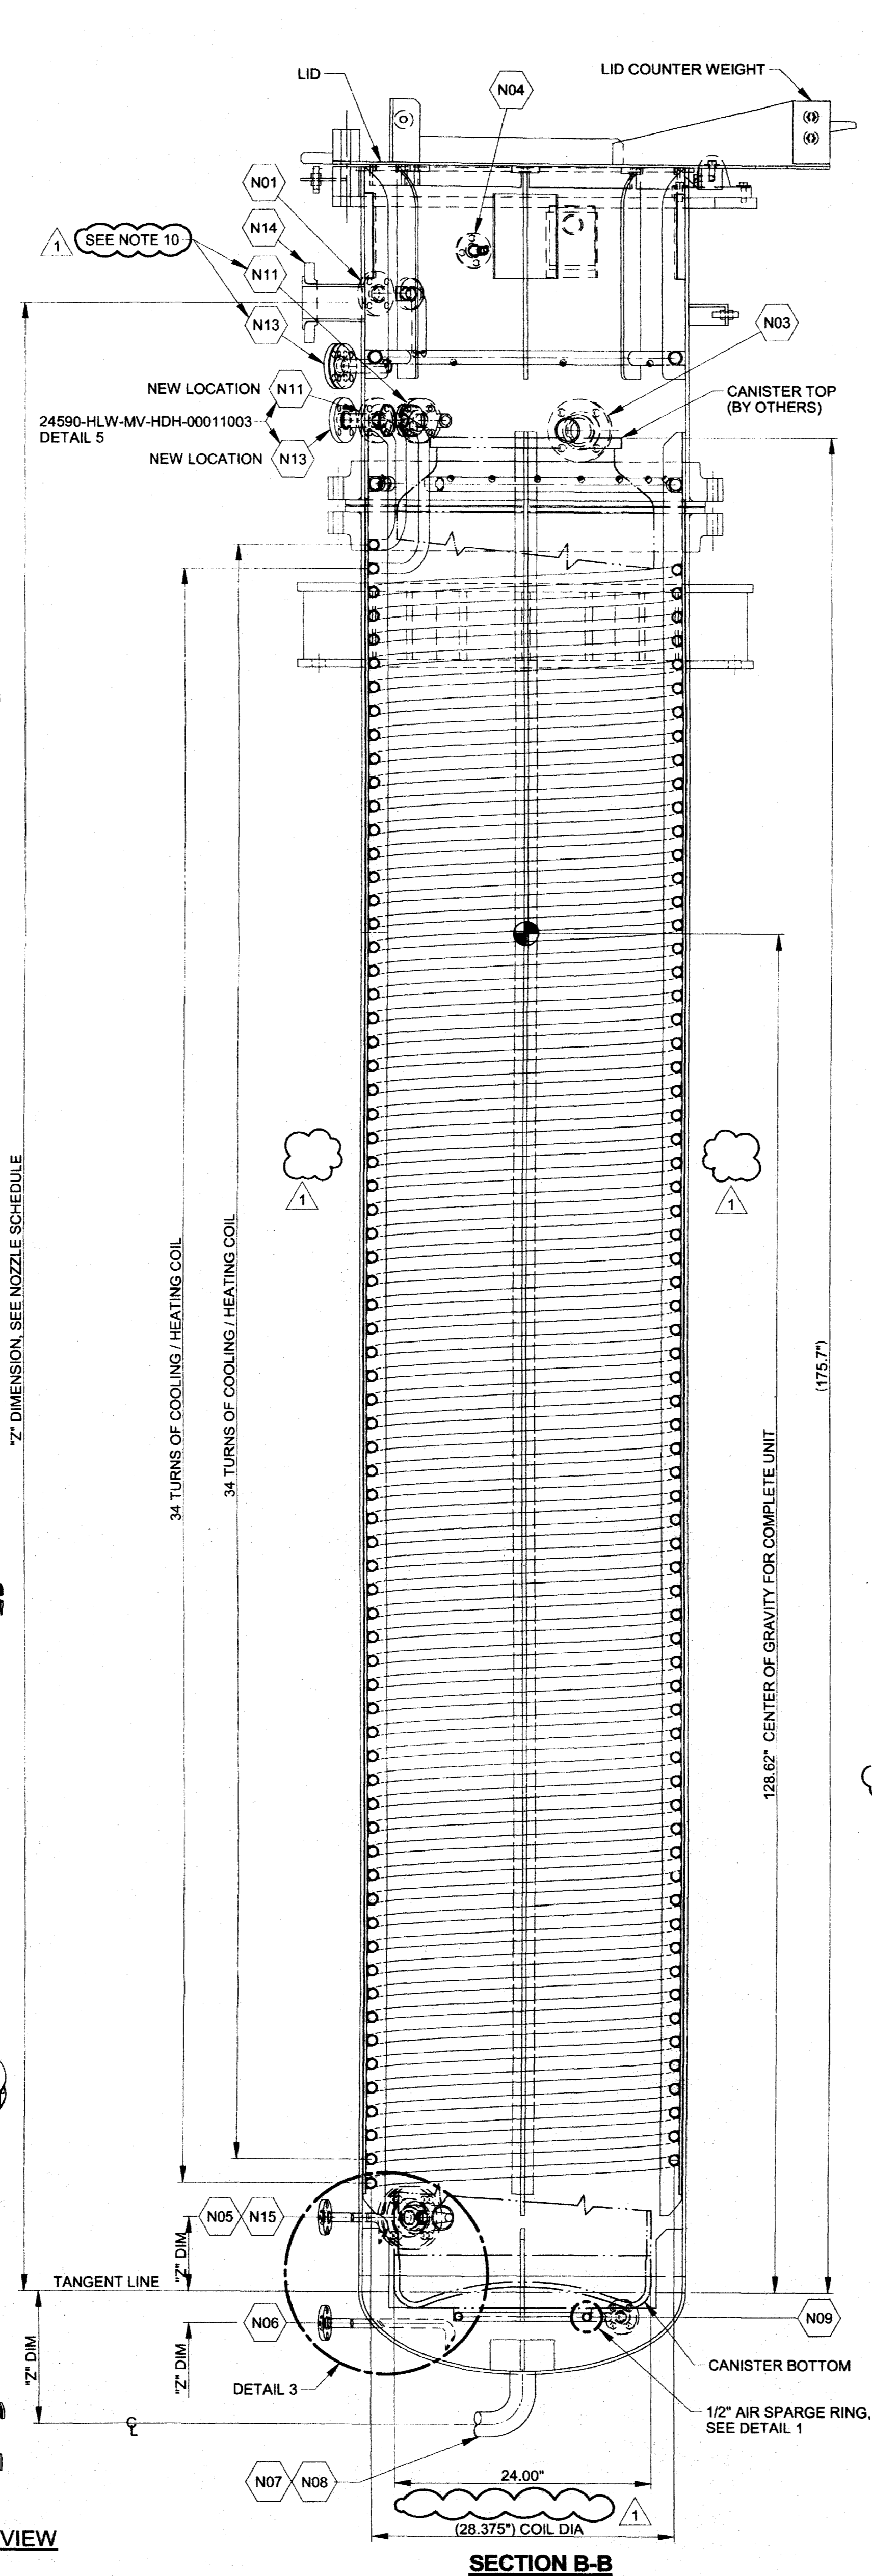 LID
LID COUNTER WEIGHT
N04
N01
N14
1
SEE NOTE 10
N11
N13
N03
NEW LOCATION
N11
CANISTER TOP
(BY OTHERS)
24590-HLW-MV-HDH-00011003
DETAIL 5
NEW LOCATION
N13
1
1
"Z" DIMENSION, SEE NOZZLE SCHEDULE
34 TURNS OF COOLING / HEATING COIL
34 TURNS OF COOLING / HEATING COIL
(175.7")
128.62" CENTER OF GRAVITY FOR COMPLETE UNIT
N05
N15
"Z" DIM
TANGENT LINE
N06
N09
"Z" DIM
"Z" DIM
DETAIL 3
CANISTER BOTTOM
1/2" AIR SPARGE RING,
SEE DETAIL 1
CL
N07
N08
24.00"
1
(28.375") COIL DIA
VIEW
SECTION B-B